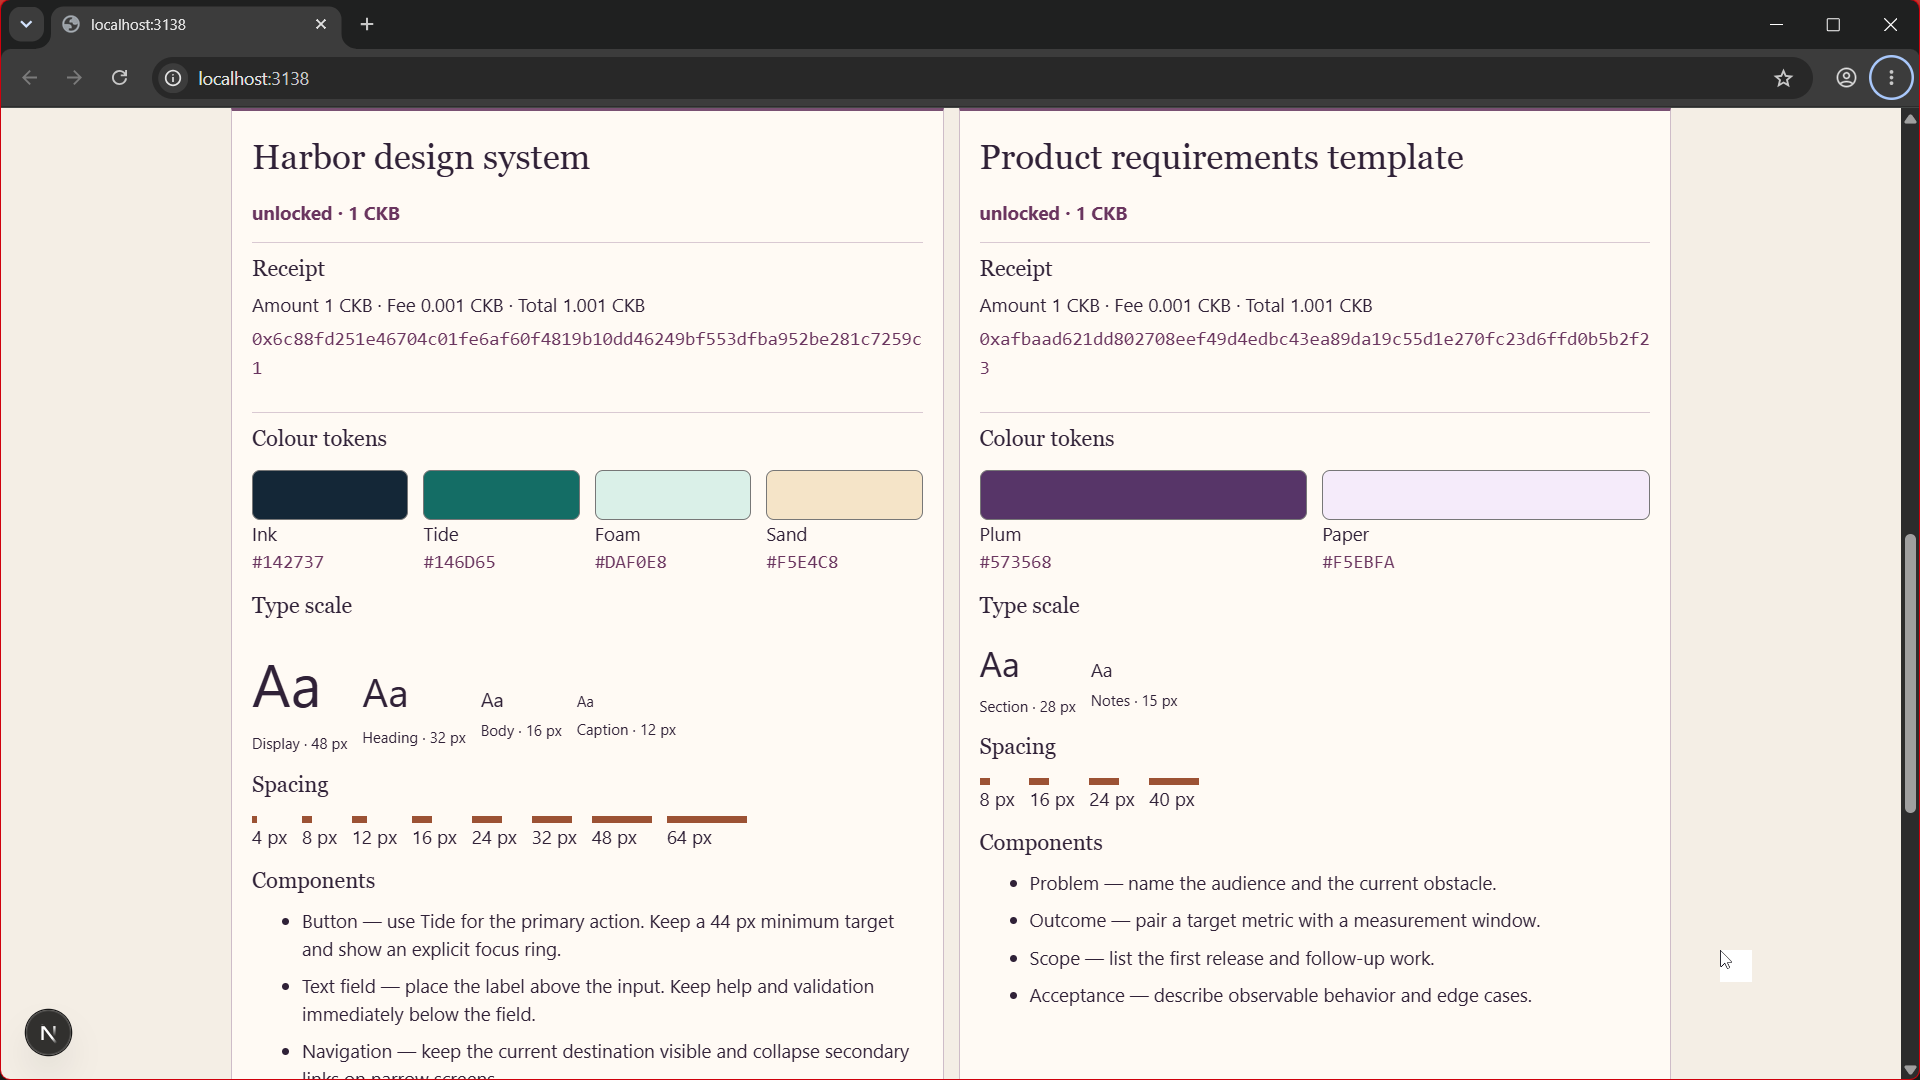 localhost:3138
localhost:3138
Harbor design system
unlocked · 1 CKB
Receipt
Amount 1 CKB · Fee 0.001 CKB · Total 1.001 CKB
0x6c88fd251e46704c01fe6af60f4819b10dd46249bf553dfba952be281c7259c
1
Colour tokens
Ink
#142737
Tide
#146D65
Foam
#DAF0E8
Sand
#F5E4C8
Type scale
Aa
Display · 48 px
Aa
Heading · 32 px
Aa
Body · 16 px
Aa
Caption · 12 px
Spacing
4 px 8 px 12 px 16 px 24 px 32 px 48 px 64 px
Components
Button — use Tide for the primary action. Keep a 44 px minimum target
and show an explicit focus ring.
Text field — place the label above the input. Keep help and validation
immediately below the field.
Navigation — keep the current destination visible and collapse secondary
links on narrow screens.
Product requirements template
unlocked · 1 CKB
Receipt
Amount 1 CKB · Fee 0.001 CKB · Total 1.001 CKB
0xafbaad621dd802708eef49d4edbc43ea89da19c55d1e270fc23d6ffd0b5b2f2
3
Colour tokens
Plum
#573568
Paper
#F5EBFA
Type scale
Aa
Section · 28 px
Aa
Notes · 15 px
Spacing
8 px 16 px 24 px 40 px
Components
Problem — name the audience and the current obstacle.
Outcome — pair a target metric with a measurement window.
Scope — list the first release and follow-up work.
Acceptance — describe observable behavior and edge cases.
N